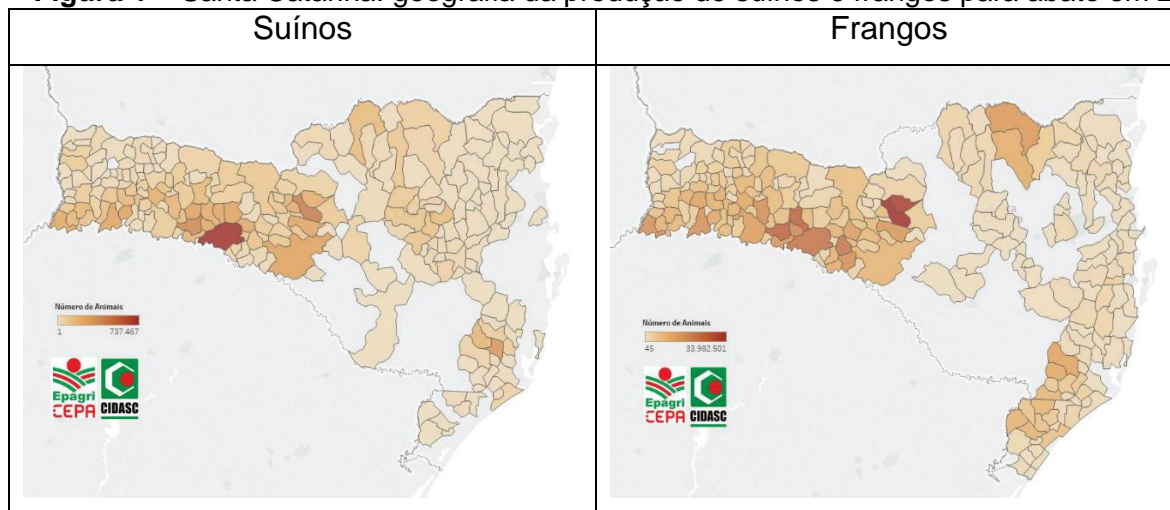 Suínos
Frangos
Número de Animais
1 737.467
Epagri
CEPA CIDASC
Número de Animais
45 33.982.501
Epagri
CEPA CIDASC